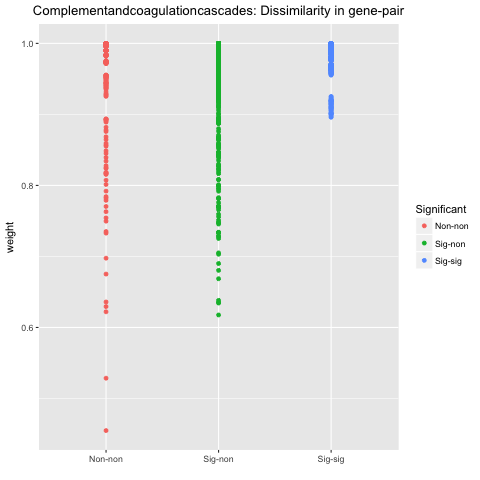 Complementandcoagulationcascades: Dissimilarity in gene-pair
weight
1.0
0.8
0.6
Non-non
Sig-non
Sig-sig
Significant
Non-non
Sig-non
Sig-sig